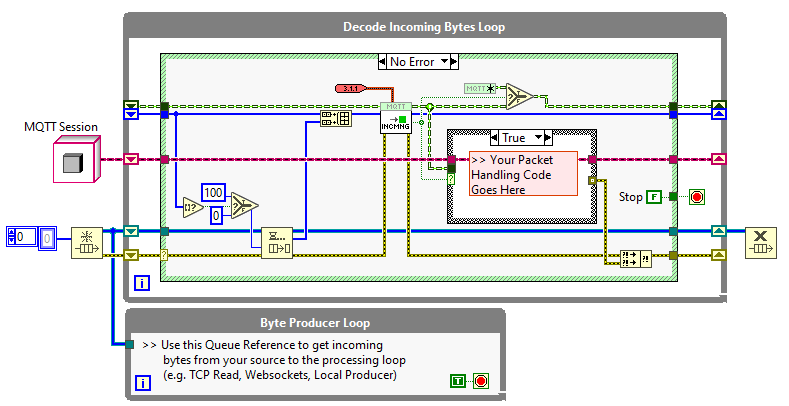 Decode Incoming Bytes Loop
No Error
3.1.1
MQTT
MQTT
INCMNG
T
?
F
MQTT Session
True
>> Your Packet
Handling Code
Goes Here
?
100
[]?
0
T
?
F
Stop
F
0
0
?
?!
?!
?!
i
Byte Producer Loop
>> Use this Queue Reference to get incoming
bytes from your source to the processing loop
(e.g. TCP Read, Websockets, Local Producer)
i
T